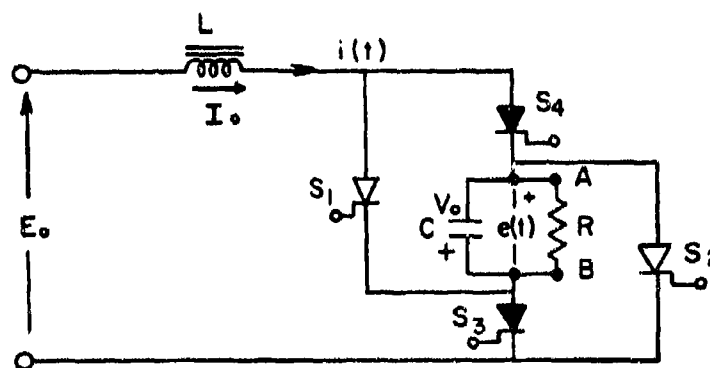 L
i(t)
I₀
S₄
A
S₁
V₀
+
C
e(t)
R
E₀
+
B
S₂
S₃